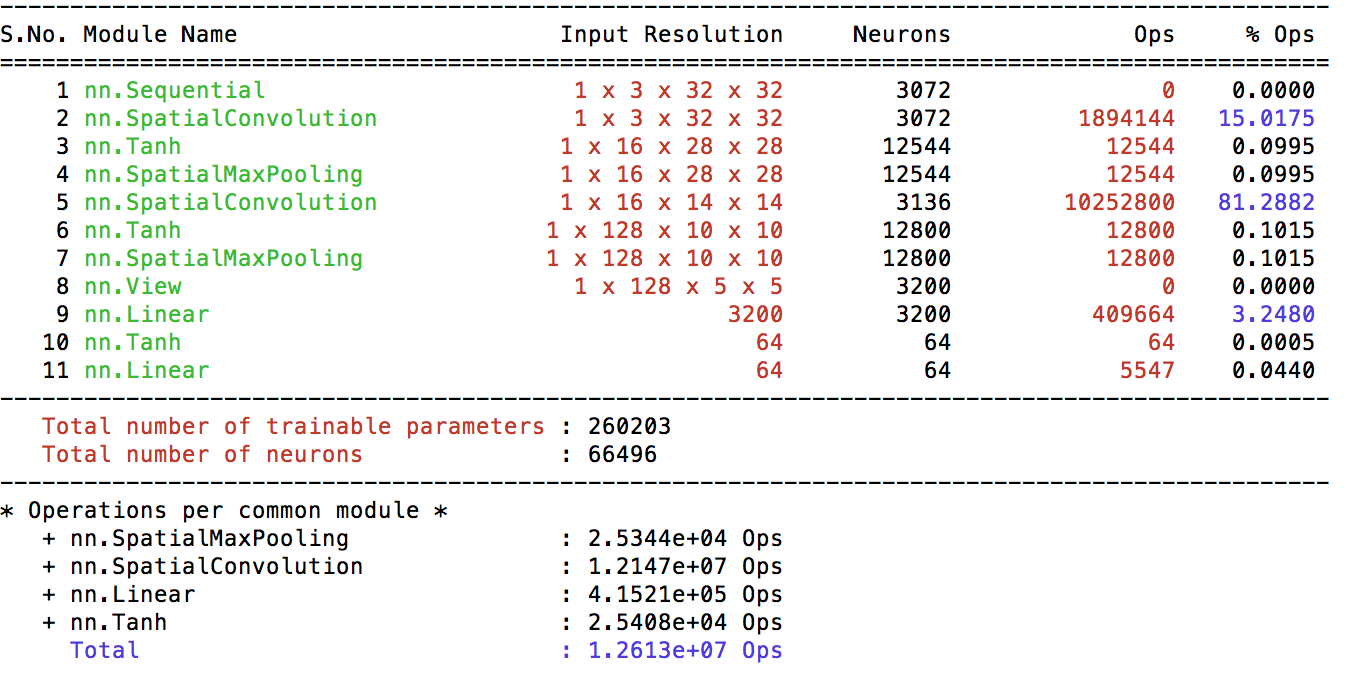 S.No. Module Name Input Resolution Neurons Ops % Ops
1 nn.Sequential 1 x 3 x 32 x 32 3072 0 0.0000
2 nn.SpatialConvolution 1 x 3 x 32 x 32 3072 1894144 15.0175
3 nn.Tanh 1 x 16 x 28 x 28 12544 12544 0.0995
4 nn.SpatialMaxPooling 1 x 16 x 28 x 28 12544 12544 0.0995
5 nn.SpatialConvolution 1 x 16 x 14 x 14 3136 10252800 81.2882
6 nn.Tanh 1 x 128 x 10 x 10 12800 12800 0.1015
7 nn.SpatialMaxPooling 1 x 128 x 10 x 10 12800 12800 0.1015
8 nn.View 1 x 128 x 5 x 5 3200 0 0.0000
9 nn.Linear 3200 3200 409664 3.2480
10 nn.Tanh 64 64 64 0.0005
11 nn.Linear 64 64 5547 0.0440
Total number of trainable parameters : 260203
Total number of neurons : 66496
* Operations per common module *
+ nn.SpatialMaxPooling : 2.5344e+04 Ops
+ nn.SpatialConvolution : 1.2147e+07 Ops
+ nn.Linear : 4.1521e+05 Ops
+ nn.Tanh : 2.5408e+04 Ops
Total : 1.2613e+07 Ops